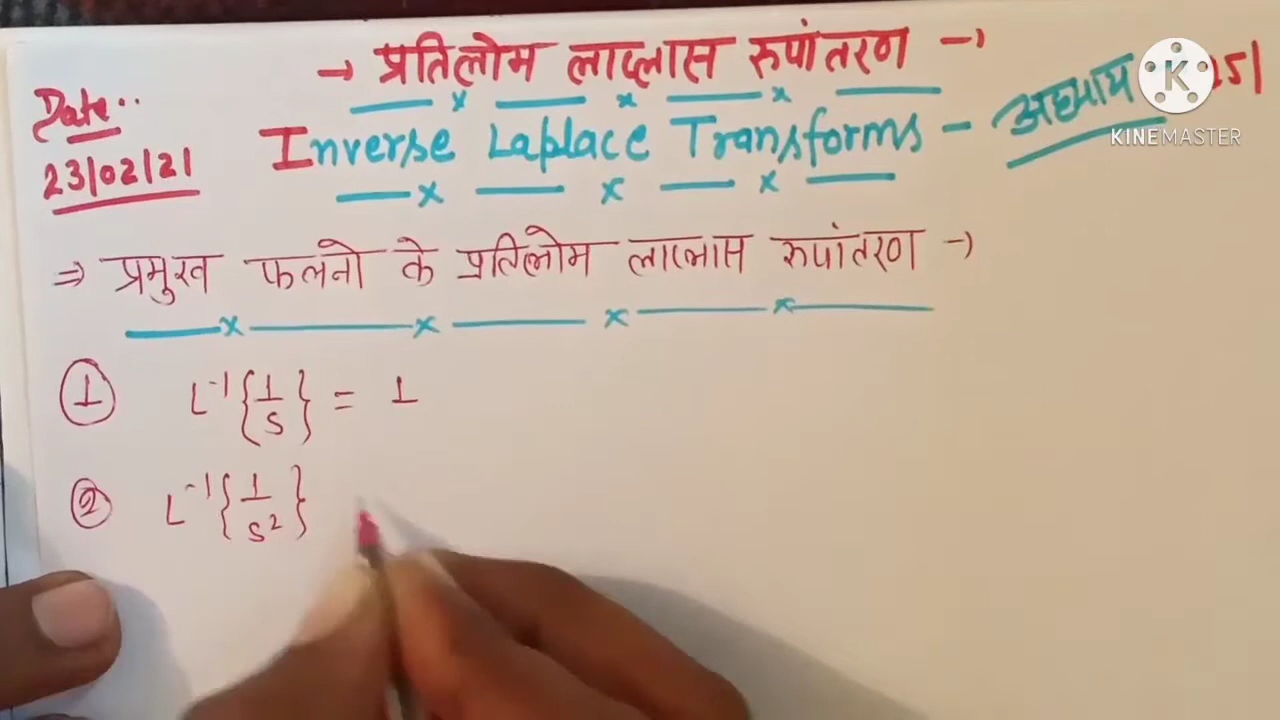 → प्रतिलोम लाप्लास रुपांतरण →
Date..
23/02/21
Inverse Laplace Transforms - अध्याय
KINEMASTER
⇒ प्रमुख फलनो के प्रतिलोम लाप्लास रुपांतरण →
① L⁻¹{1/s} = 1
② L⁻¹{1/s²}